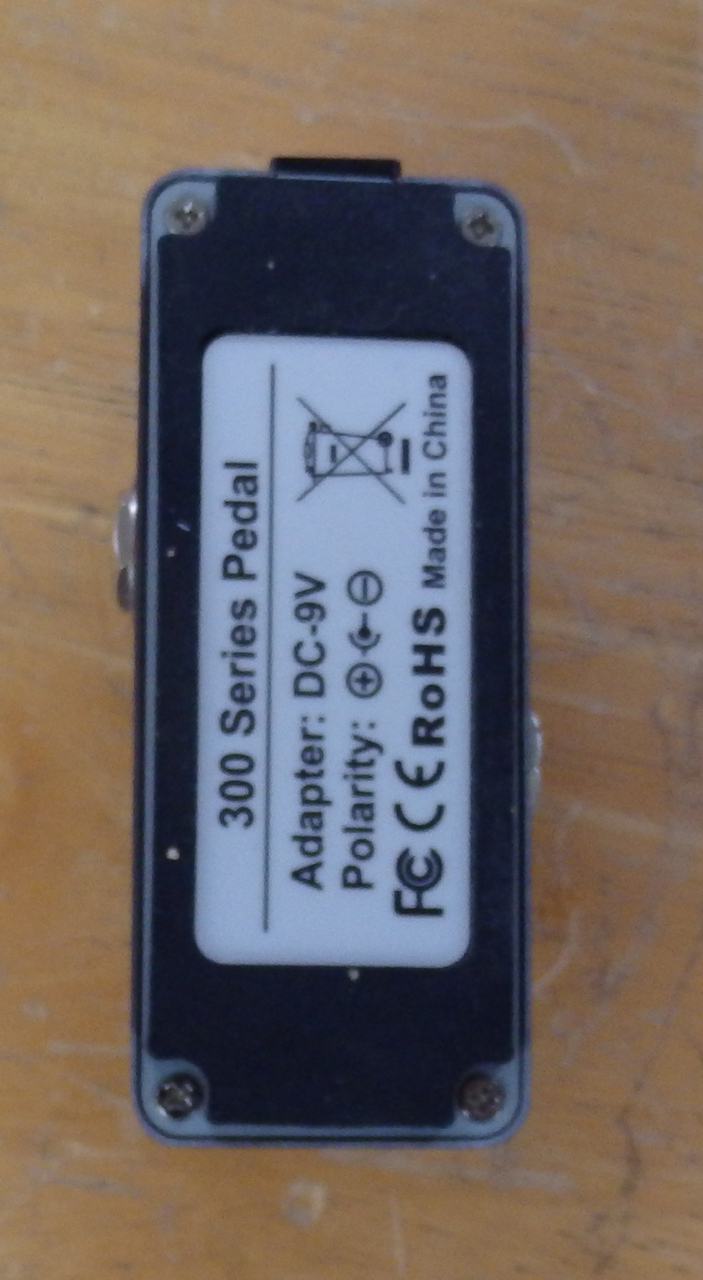 300 Series Pedal
Adapter: DC-9V
Polarity:
FC CE RoHS Made in China